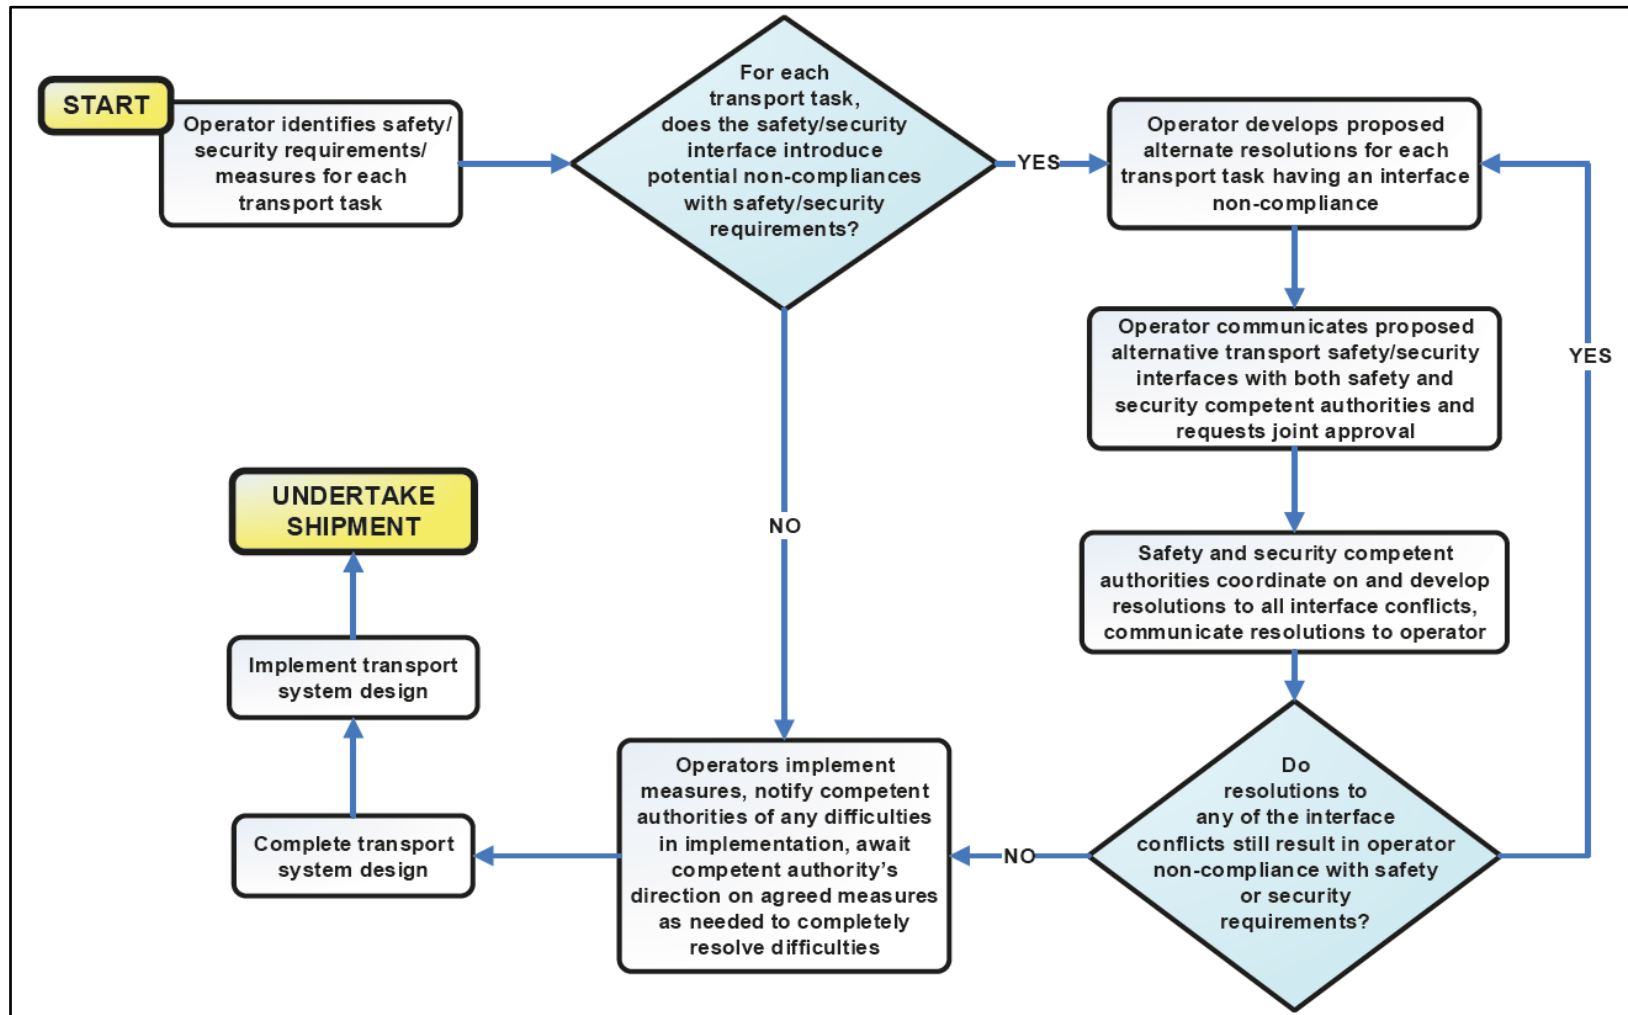 START
Operator identifies safety/
security requirements/
measures for each
transport task
For each
transport task,
does the safety/security
interface introduce
potential non-compliances
with safety/security
requirements?
YES
Operator develops proposed
alternate resolutions for each
transport task having an interface
non-compliance
Operator communicates proposed
alternative transport safety/security
interfaces with both safety and
security competent authorities and
requests joint approval
YES
Safety and security competent
authorities coordinate on and develop
resolutions to all interface conflicts,
communicate resolutions to operator
Do
resolutions to
any of the interface
conflicts still result in operator
non-compliance with safety
or security
requirements?
NO
NO
Operators implement
measures, notify competent
authorities of any difficulties
in implementation, await
competent authority’s
direction on agreed measures
as needed to completely
resolve difficulties
Complete transport
system design
Implement transport
system design
UNDERTAKE
SHIPMENT